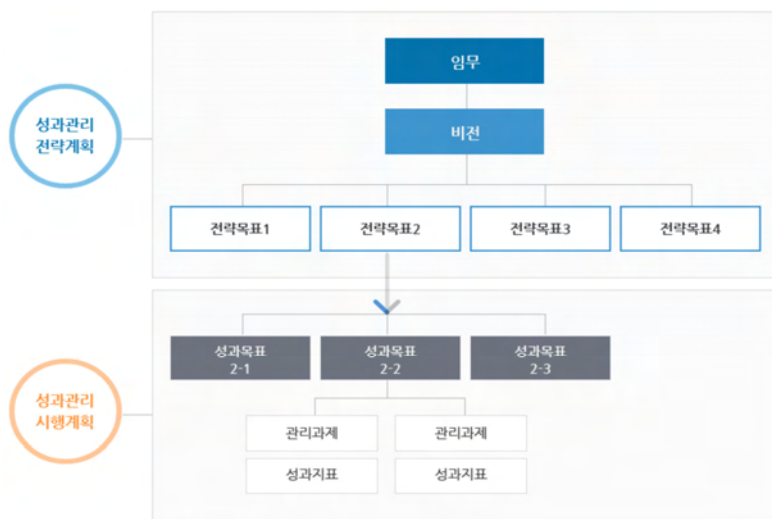 임무
성과관리
전략계획
비전
전략목표1
전략목표2
전략목표3
전략목표4
성과목표
2-1
성과목표
2-2
성과목표
2-3
성과관리
시행계획
관리과제
관리과제
성과지표
성과지표